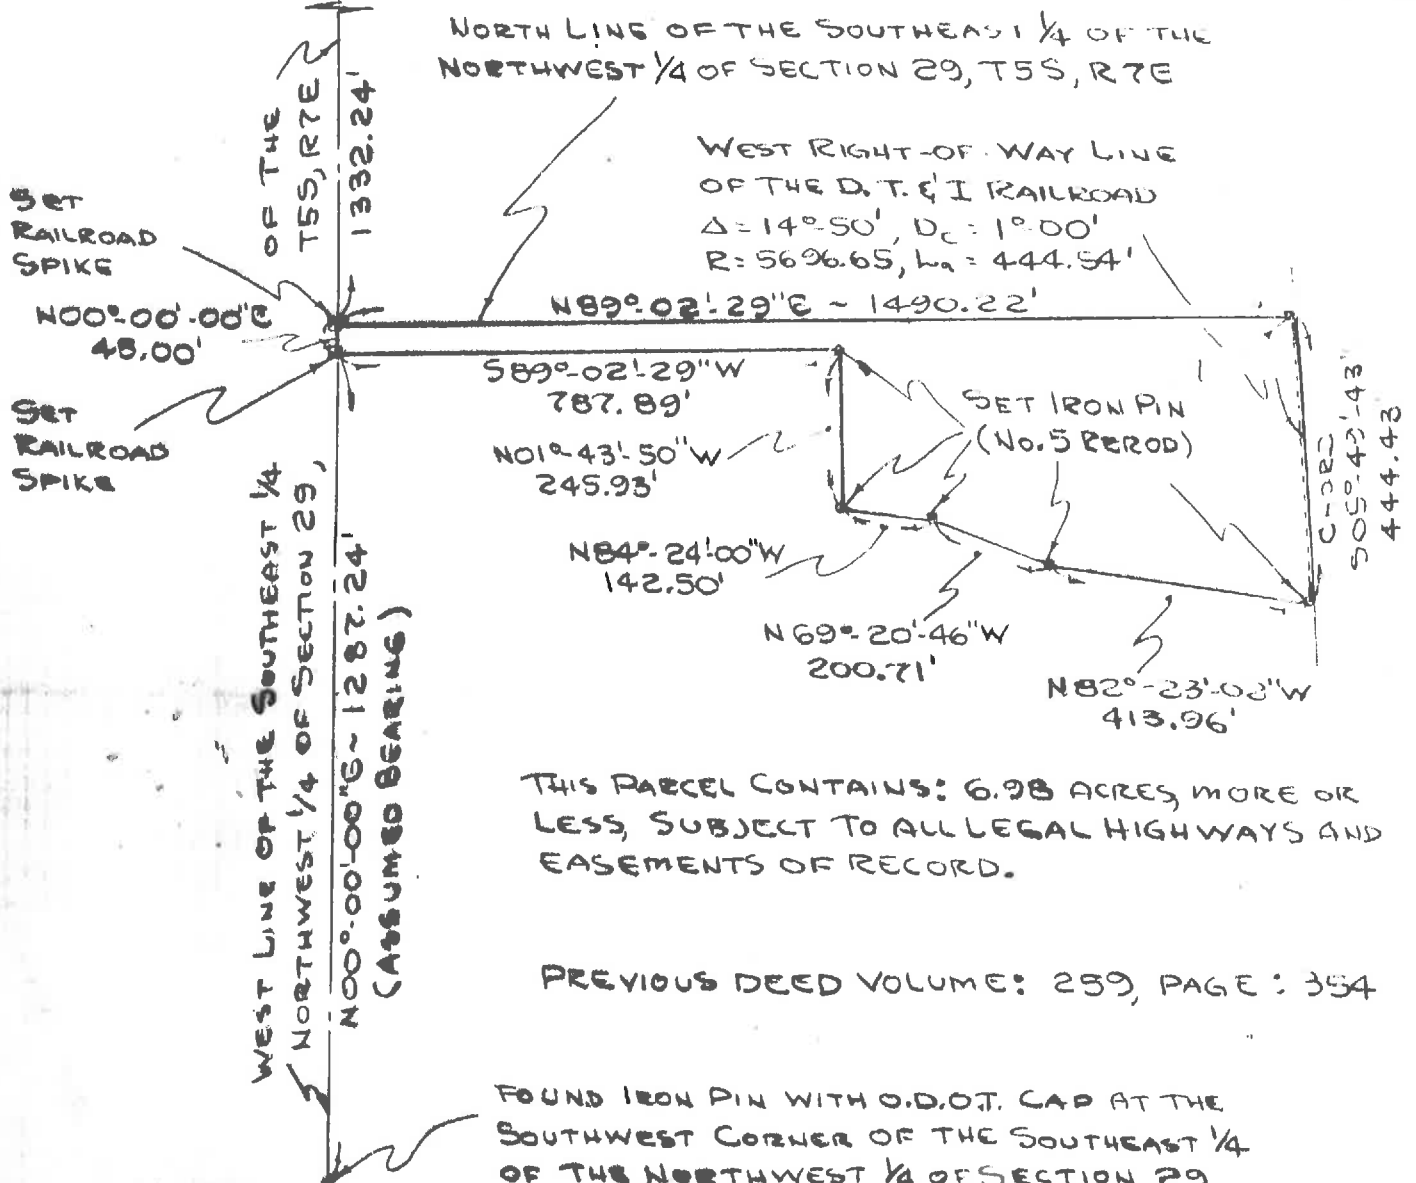 NORTH LINE OF THE SOUTHEAST 1/4 OF THE
NORTHWEST 1/4 OF SECTION 29, T5S, R7E
WEST RIGHT-OF-WAY LINE
OF THE D.T. & I RAILROAD
Δ = 14°-50', Dc = 1°-00'
R = 5696.65, La = 444.54'
OF THE
T5S, R7E
1332.24'
SET
RAILROAD
SPIKE
N00°-00'-00"E
45.00'
N89°-02'-29"E ~ 1490.22'
S89°-02'-29"W
787.89'
SET
RAILROAD
SPIKE
SET IRON PIN
(No. 5 REROD)
N01°-43'-50"W
245.93'
CHORD
444.43
N84°-24'-00"W
142.50'
N69°-20'-46"W
200.71'
413.96'
WEST LINE OF THE SOUTHEAST 1/4
NORTHWEST 1/4 OF SECTION 29,
N00°-00'-00"E ~ 1287.24'
(ASSUMED BEARING)
THIS PARCEL CONTAINS: 6.98 ACRES, MORE OR
LESS, SUBJECT TO ALL LEGAL HIGHWAYS AND
EASEMENTS OF RECORD.
PREVIOUS DEED VOLUME: 259, PAGE: 354
FOUND IRON PIN WITH O.D.O.T. CAP AT THE
SOUTHWEST CORNER OF THE SOUTHEAST 1/4
OF THE NORTHWEST 1/4 OF SECTION 29